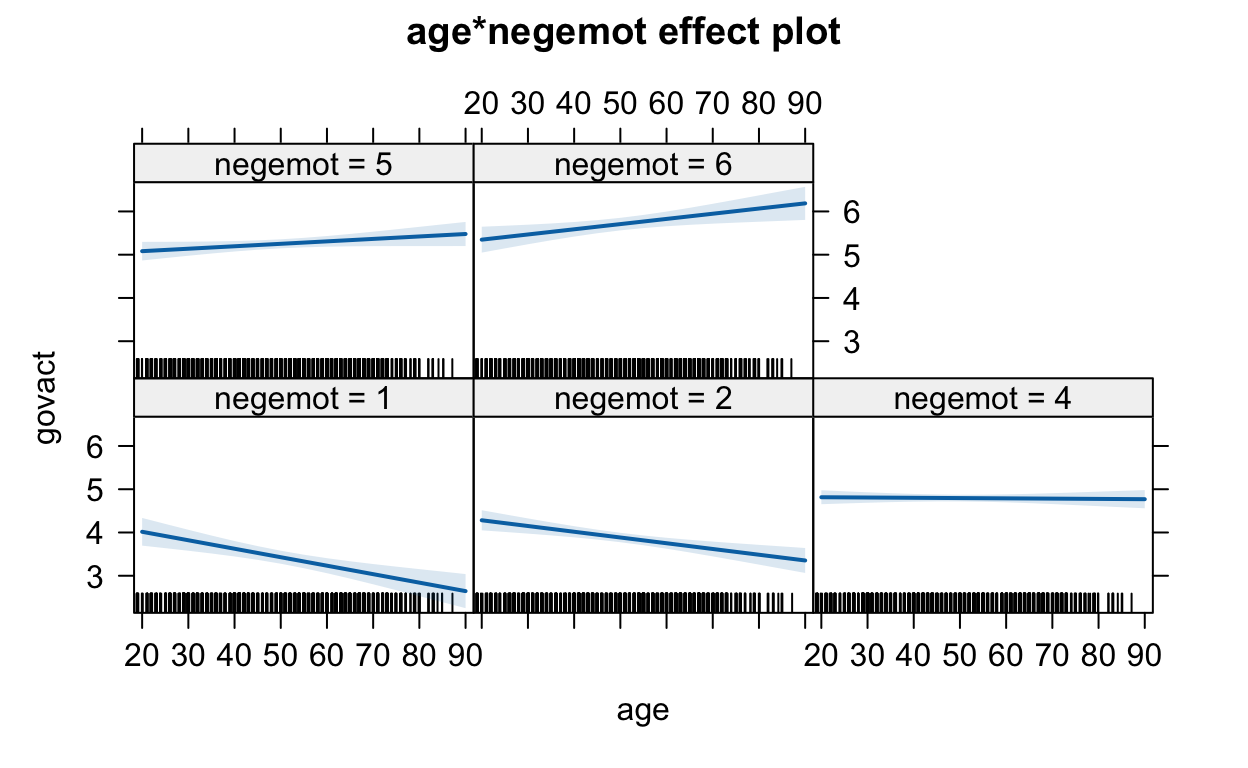 age*negemot effect plot
20 30 40 50 60 70 80 90
negemot = 5
negemot = 6
6
5
4
3
govact
negemot = 1
negemot = 2
negemot = 4
6
5
4
3
20 30 40 50 60 70 80 90
20 30 40 50 60 70 80 90
age